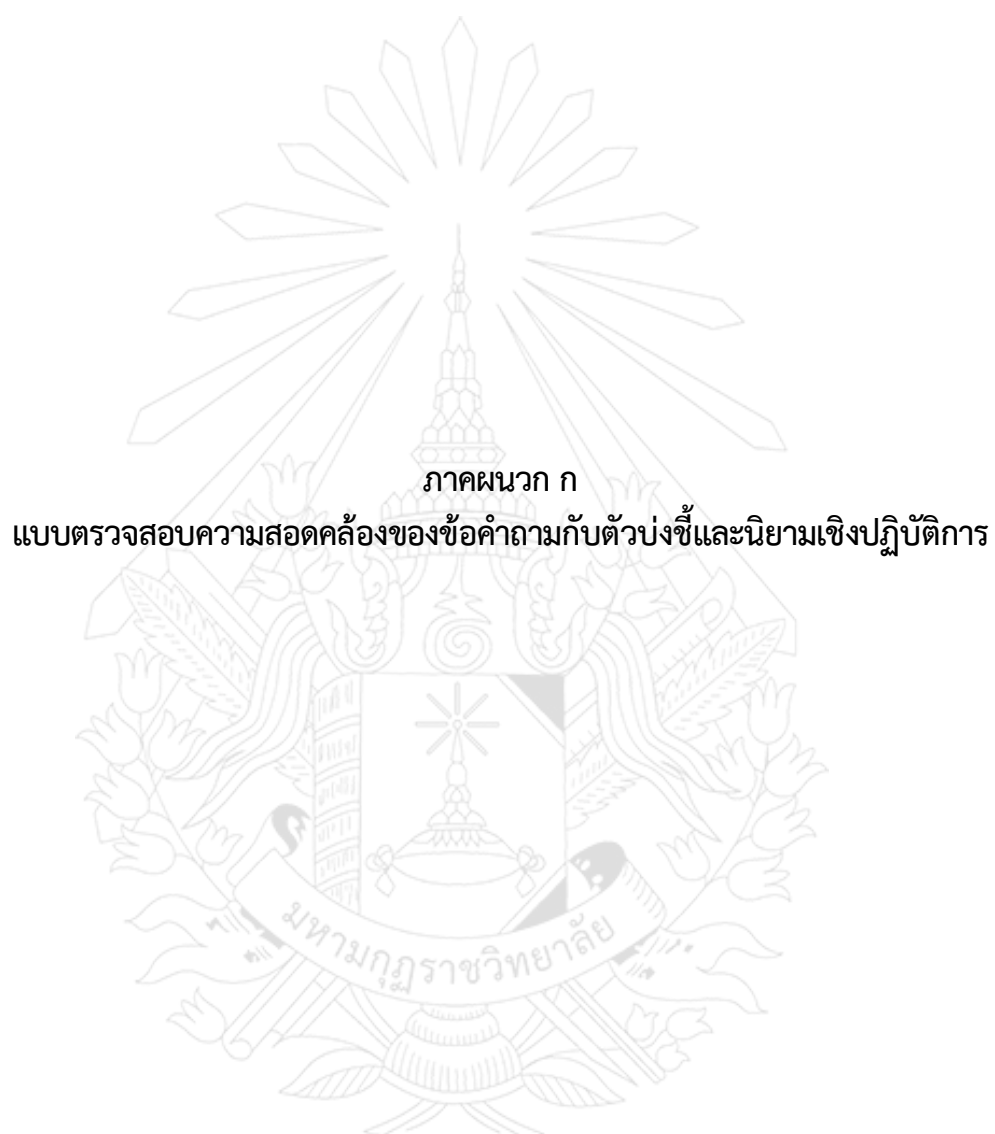 ภาคผนวก ก
แบบตรวจสอบความสอดคล้องของข้อคำถามกับตัวบ่งชี้และนิยามเชิงปฏิบัติการ
มหามกุฏราชวิทยาลัย